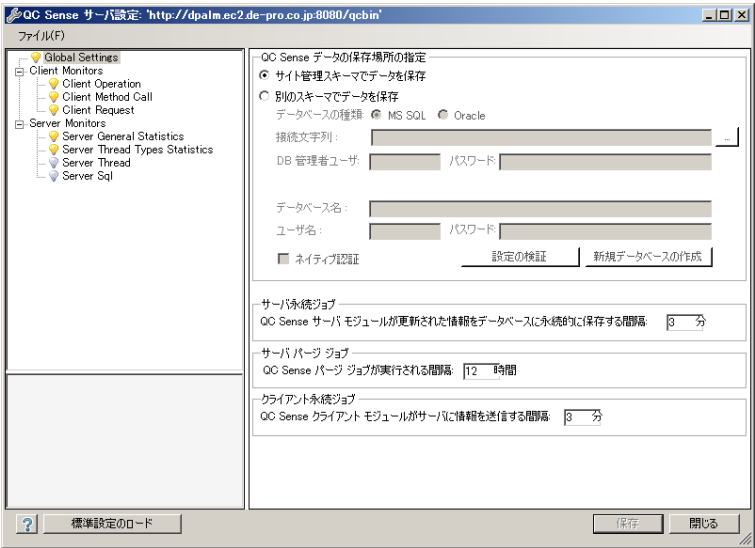 QC Sense サーバ設定: 'http://dpalm.ec2.de-pro.co.jp:8080/qcbin'
ファイル(F)
Global Settings
Client Monitors
Client Operation
Client Method Call
Client Request
Server Monitors
Server General Statistics
Server Thread Types Statistics
Server Thread
Server Sql
QC Sense データの保存場所の指定
サイト管理スキーマでデータを保存
別のスキーマでデータを保存
データベースの種類: MS SQL Oracle
接続文字列: ...
DB 管理者ユーザ: パスワード:
データベース名:
ユーザ名: パスワード:
ネイティブ認証 設定の検証 新規データベースの作成
サーバ永続ジョブ
QC Sense サーバ モジュールが更新された情報をデータベースに永続的に保存する間隔: 3 分
サーバ パージ ジョブ
QC Sense パージ ジョブが実行される間隔: 12 時間
クライアント永続ジョブ
QC Sense クライアント モジュールがサーバに情報を送信する間隔: 3 分
? 標準設定のロード 保存 閉じる